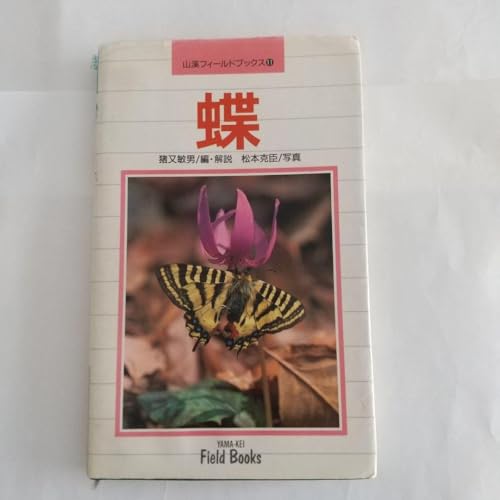 山溪フィールドブックス⑪
蝶
猪又敏男/編・解説 松本克臣/写真
YAMA-KEI
Field Books